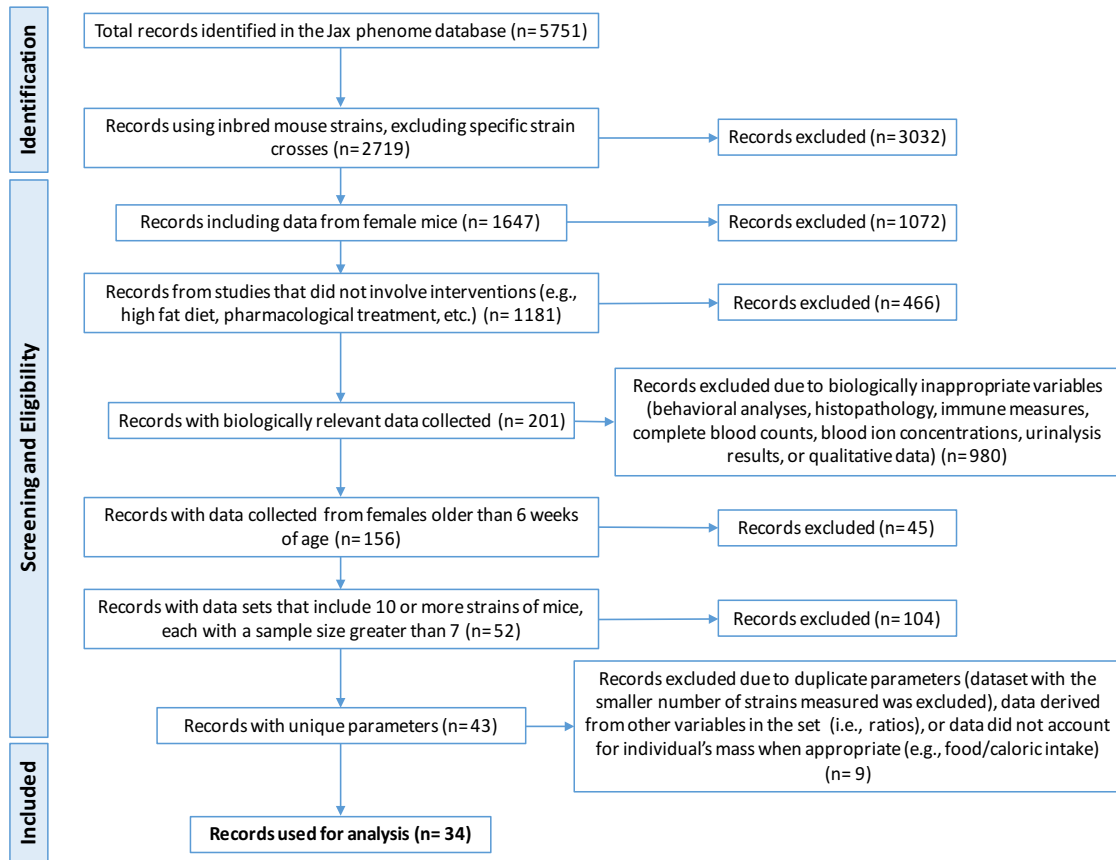 Identification
Total records identified in the Jax phenome database (n= 5751)
Records using inbred mouse strains, excluding specific strain
crosses (n= 2719)
Records excluded (n= 3032)
Screening and Eligibility
Records including data from female mice (n= 1647)
Records excluded (n= 1072)
Records from studies that did not involve interventions (e.g.,
high fat diet, pharmacological treatment, etc.) (n= 1181)
Records excluded (n= 466)
Records with biologically relevant data collected (n= 201)
Records excluded due to biologically inappropriate variables
(behavioral analyses, histopathology, immune measures,
complete blood counts, blood ion concentrations, urinalysis
results, or qualitative data) (n= 980)
Records with data collected from females older than 6 weeks
of age (n= 156)
Records excluded (n= 45)
Records with data sets that include 10 or more strains of mice,
each with a sample size greater than 7 (n= 52)
Records excluded (n= 104)
Records with unique parameters (n= 43)
Records excluded due to duplicate parameters (dataset with the
smaller number of strains measured was excluded), data derived
from other variables in the set (i.e., ratios), or data did not account
for individual's mass when appropriate (e.g., food/caloric intake)
(n= 9)
Included
Records used for analysis (n= 34)